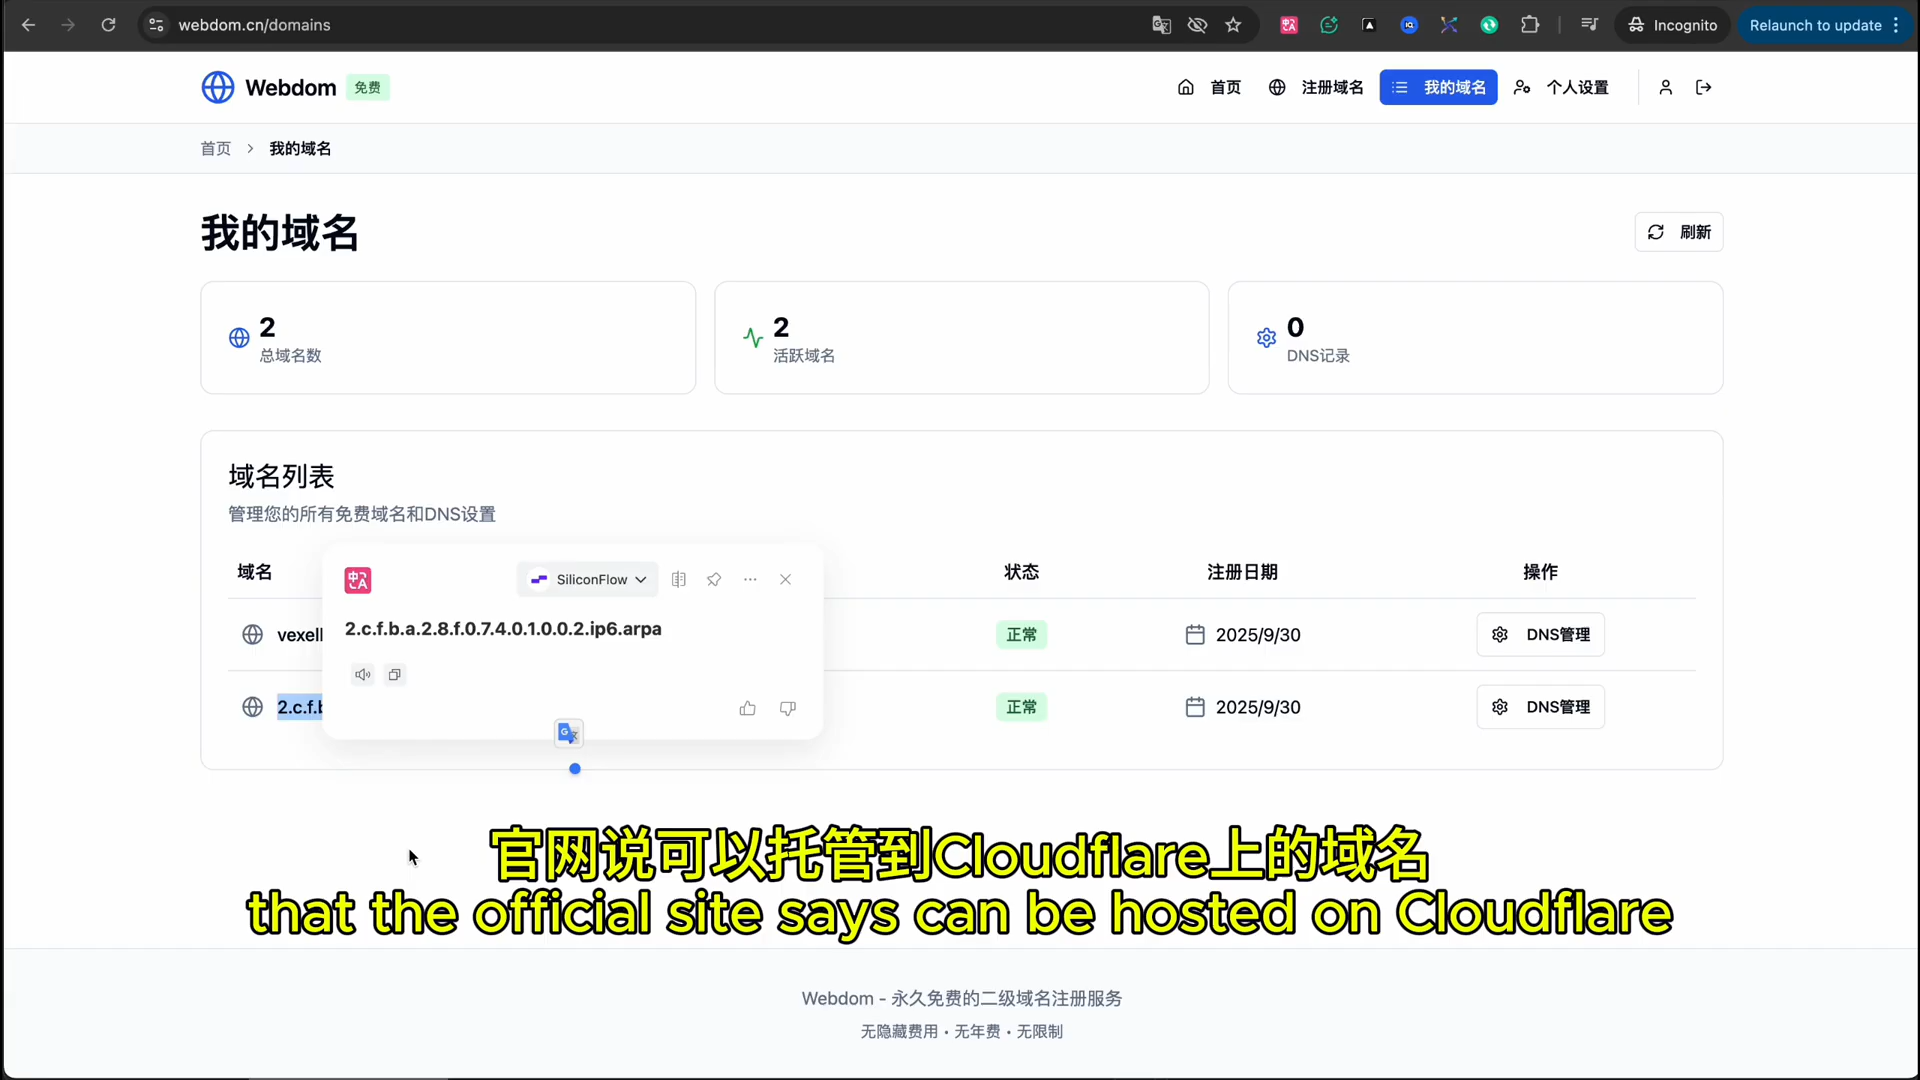 webdom.cn/domains
Incognito
Relaunch to update
Webdom 免费
首页 注册域名 我的域名 个人设置
首页 > 我的域名
我的域名
刷新
2
总域名数
2
活跃域名
0
DNS记录
域名列表
管理您的所有免费域名和DNS设置
域名 状态 注册日期 操作
SiliconFlow
2.c.f.b.a.2.8.f.0.7.4.0.1.0.0.2.ip6.arpa
vexell 正常 2025/9/30 DNS管理
2.c.f.b 正常 2025/9/30 DNS管理
官网说可以托管到Cloudflare上的域名
that the official site says can be hosted on Cloudflare
Webdom - 永久免费的二级域名注册服务
无隐藏费用 • 无年费 • 无限制